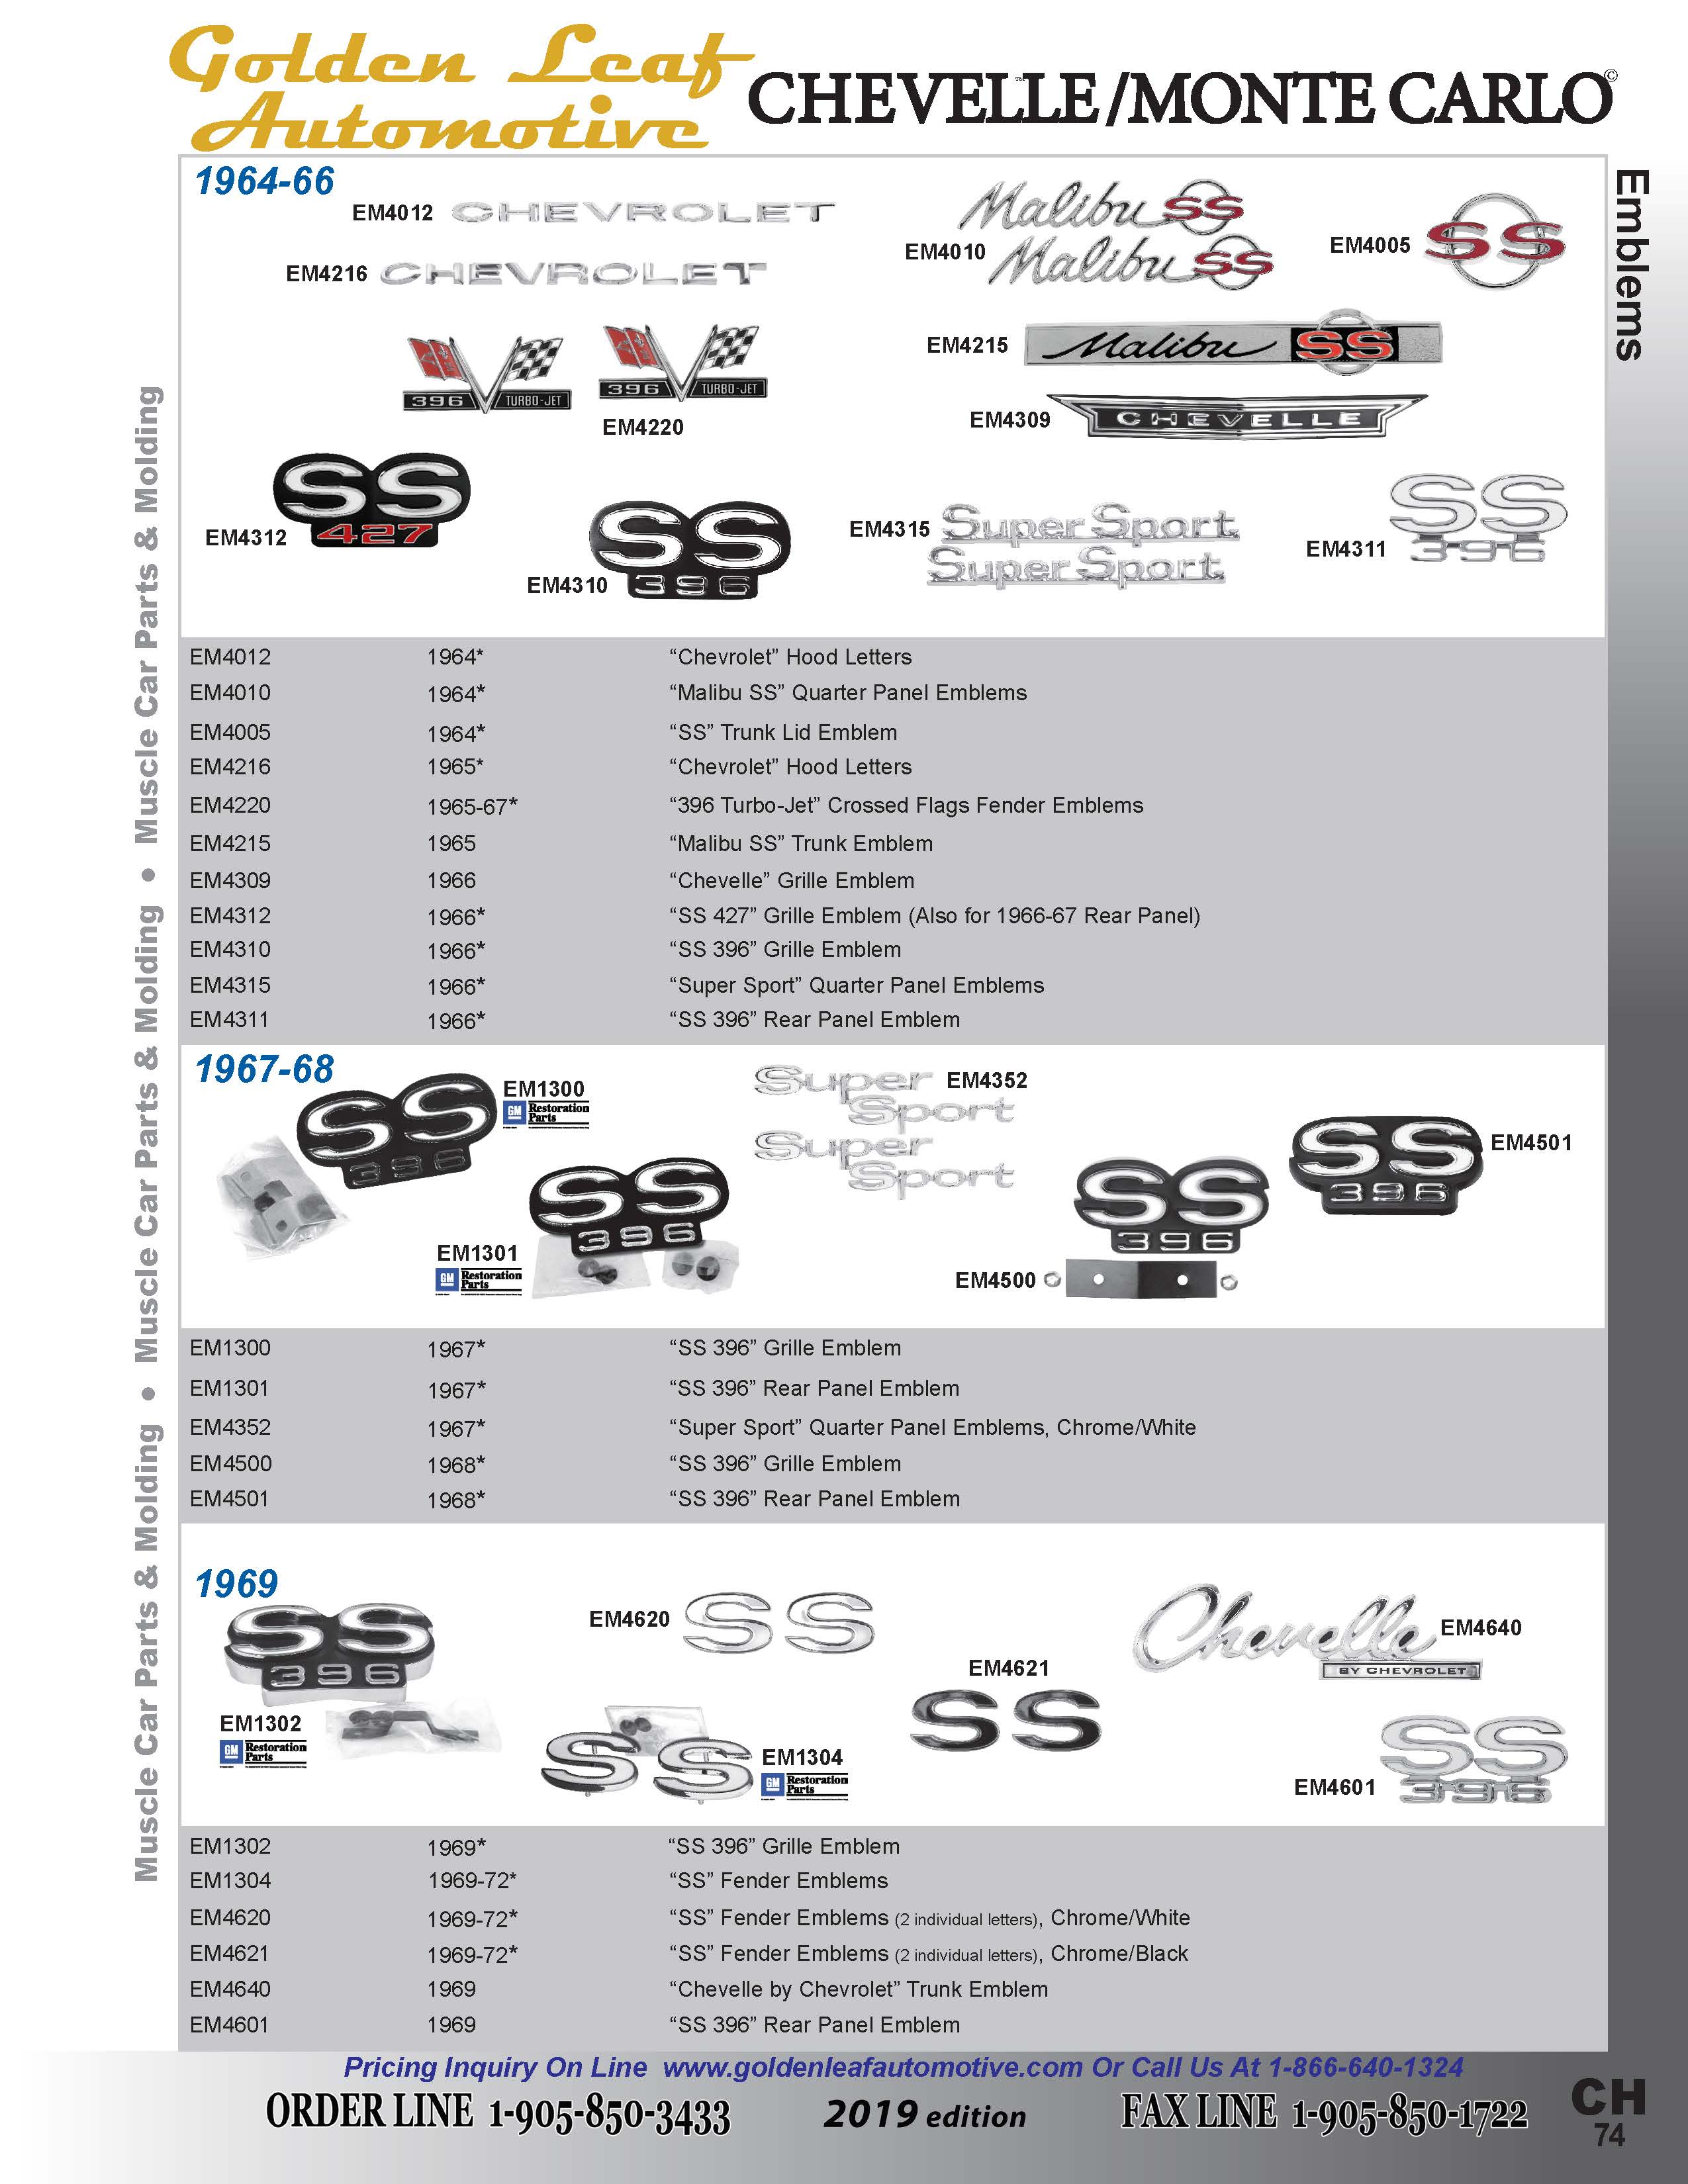 Golden Leaf
Automotive
CHEVELLE™/MONTE CARLO©
Emblems
Muscle Car Parts & Molding • Muscle Car Parts & Molding • Muscle Car Parts & Molding
1964-66
EM4012 CHEVROLET
EM4216 CHEVROLET
Malibu SS
EM4010 Malibu SS
EM4005 SS
396 TURBO-JET
396 TURBO-JET
EM4220
EM4215 Malibu SS
EM4309 CHEVELLE
EM4312 SS 427
EM4310 SS 396
EM4315 Super Sport
Super Sport
EM4311 SS 396
EM4012 1964* “Chevrolet” Hood Letters
EM4010 1964* “Malibu SS” Quarter Panel Emblems
EM4005 1964* “SS” Trunk Lid Emblem
EM4216 1965* “Chevrolet” Hood Letters
EM4220 1965-67* “396 Turbo-Jet” Crossed Flags Fender Emblems
EM4215 1965 “Malibu SS” Trunk Emblem
EM4309 1966 “Chevelle” Grille Emblem
EM4312 1966* “SS 427” Grille Emblem (Also for 1966-67 Rear Panel)
EM4310 1966* “SS 396” Grille Emblem
EM4315 1966* “Super Sport” Quarter Panel Emblems
EM4311 1966* “SS 396” Rear Panel Emblem
1967-68
SS 396
EM1300
GM Restoration Parts
SS 396
EM1301
GM Restoration Parts
Super Sport EM4352
Super Sport
SS 396
EM4500
SS 396
EM4501
EM1300 1967* “SS 396” Grille Emblem
EM1301 1967* “SS 396” Rear Panel Emblem
EM4352 1967* “Super Sport” Quarter Panel Emblems, Chrome/White
EM4500 1968* “SS 396” Grille Emblem
EM4501 1968* “SS 396” Rear Panel Emblem
1969
SS 396
EM1302
GM Restoration Parts
EM4620 SS
SS
EM1304
GM Restoration Parts
EM4621
SS
Chevelle
BY CHEVROLET
EM4640
EM4601 SS 396
EM1302 1969* “SS 396” Grille Emblem
EM1304 1969-72* “SS” Fender Emblems
EM4620 1969-72* “SS” Fender Emblems (2 individual letters), Chrome/White
EM4621 1969-72* “SS” Fender Emblems (2 individual letters), Chrome/Black
EM4640 1969 “Chevelle by Chevrolet” Trunk Emblem
EM4601 1969 “SS 396” Rear Panel Emblem
Pricing Inquiry On Line www.goldenleafautomotive.com Or Call Us At 1-866-640-1324
ORDER LINE 1-905-850-3433 2019 edition FAX LINE 1-905-850-1722
CH
74